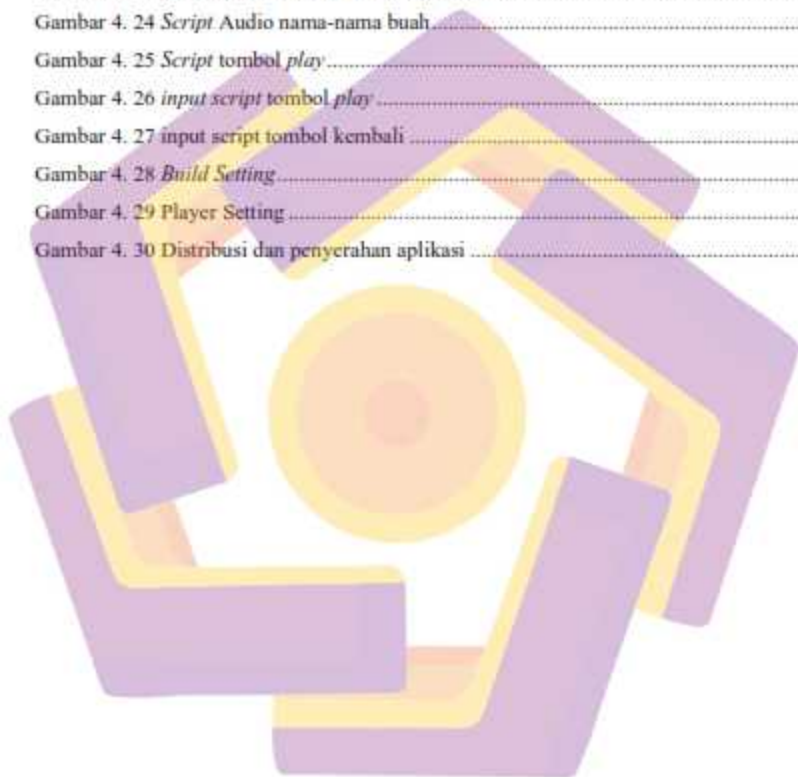 Gambar 4. 24 Script Audio nama-nama buah.....................................................
Gambar 4. 25 Script tombol play.....................................................
Gambar 4. 26 input script tombol play.....................................................
Gambar 4. 27 input script tombol kembali.....................................................
Gambar 4. 28 Build Setting.....................................................
Gambar 4. 29 Player Setting.....................................................
Gambar 4. 30 Distribusi dan penyerahan aplikasi.....................................................